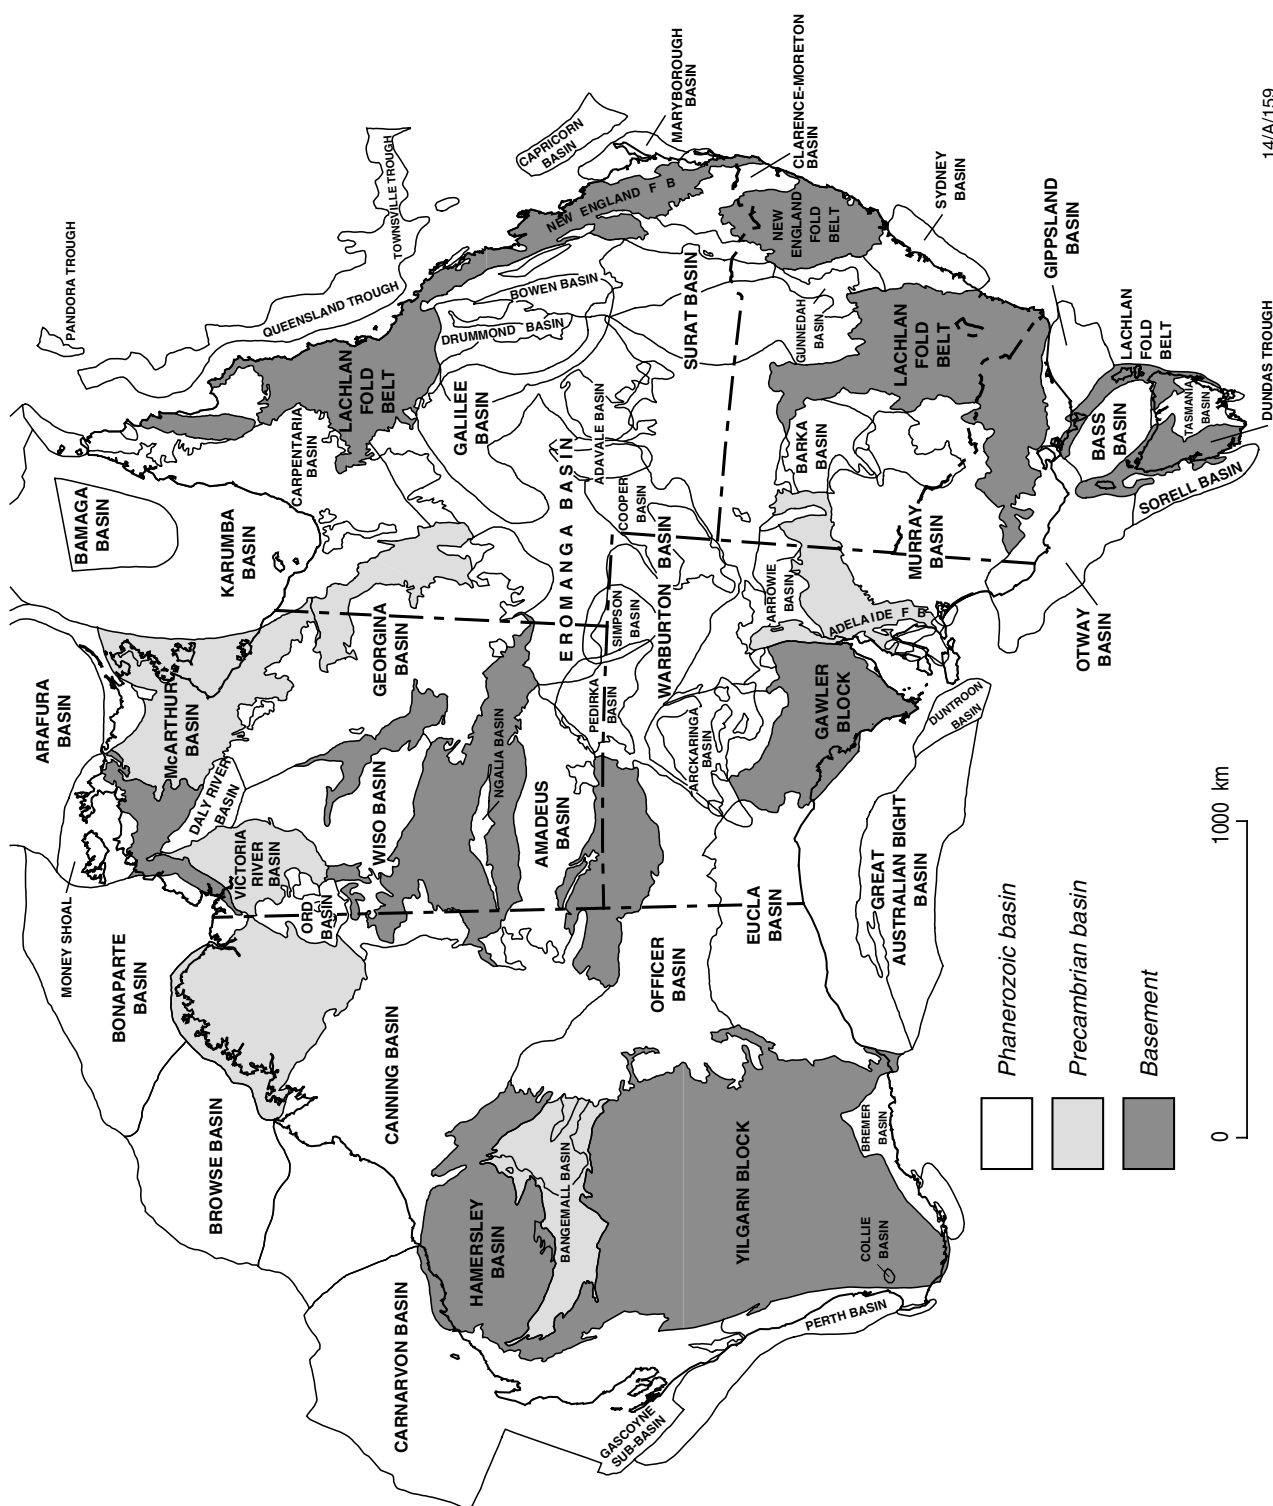 PANDORA TROUGH
TOWNSVILLE TROUGH
QUEENSLAND TROUGH
CAPRICORN
BASIN
MARYBOROUGH
BASIN
CLARENCE-MORETON
BASIN
NEW ENGLAND F B
NEW
ENGLAND
FOLD
BELT
SYDNEY
BASIN
GIPPSLAND
BASIN
LACHLAN
FOLD
BELT
DUNDAS TROUGH
TASMANIA
BASIN
BASS
BASIN
SORELL BASIN
BOWEN BASIN
DRUMMOND BASIN
SURAT BASIN
GUNNEDAH
BASIN
LACHLAN
FOLD
BELT
LACHLAN
FOLD
BELT
GALILEE
BASIN
CARPENTARIA
BASIN
ADAVALE BASIN
BARKA
BASIN
BAMAGA
BASIN
KARUMBA
BASIN
EROMANGA BASIN
COOPER
BASIN
WARBURTON BASIN
MURRAY
BASIN
OTWAY
BASIN
SIMPSON
BASIN
ARROWIE
BASIN
ADELAIDE F B
GEORGINA
BASIN
ARAFURA
BASIN
McARTHUR
BASIN
PEDIRKA
BASIN
ARCKARINGA
BASIN
GAWLER
BLOCK
DUNTROON
BASIN
DALY RIVER
BASIN
NGALIA BASIN
WISO BASIN
AMADEUS
BASIN
VICTORIA
RIVER
BASIN
ORD
BASIN
EUCLA
BASIN
GREAT
AUSTRALIAN BIGHT
BASIN
MONEY SHOAL
BONAPARTE
BASIN
OFFICER
BASIN
CANNING BASIN
BROWSE BASIN
BREMER
BASIN
BANGEMALL BASIN
YILGARN BLOCK
HAMERSLEY
BASIN
COLLIE
BASIN
PERTH BASIN
CARNARVON BASIN
GASCOYNE
SUB-BASIN
Phanerozoic basin
Precambrian basin
Basement
0
1000 km
14/A/159